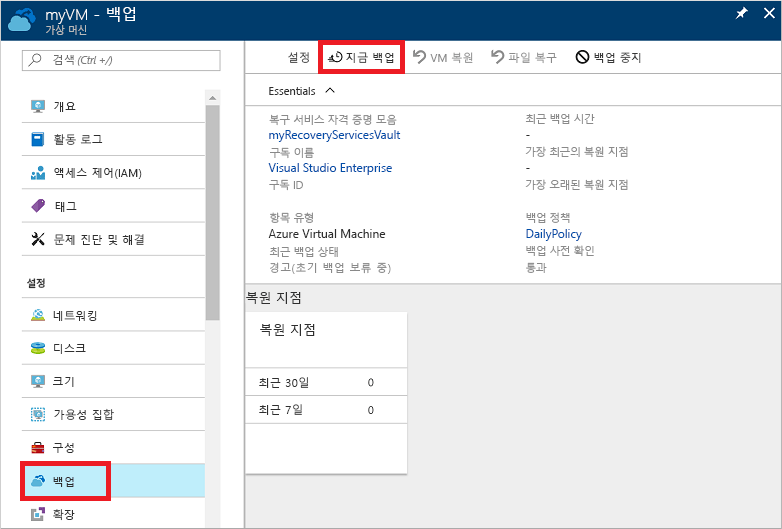 myVM - 백업
가상 머신
검색 (Ctrl +/)
개요
활동 로그
액세스 제어(IAM)
태그
문제 진단 및 해결
설정
네트워킹
디스크
크기
가용성 집합
구성
백업
확장
설정 지금 백업 VM 복원 파일 복구 백업 중지
Essentials
복구 서비스 자격 증명 모음
myRecoveryServicesVault
구독 이름
Visual Studio Enterprise
구독 ID
항목 유형
Azure Virtual Machine
최근 백업 상태
경고(초기 백업 보류 중)
최근 백업 시간
-
가장 최근의 복원 지점
-
가장 오래된 복원 지점
백업 정책
DailyPolicy
백업 사전 확인
통과
복원 지점
복원 지점
최근 30일 0
최근 7일 0